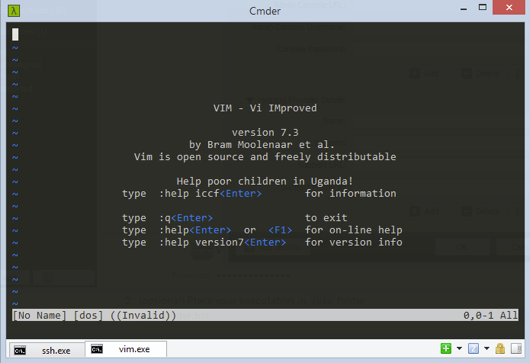 λ Cmder
VIM - Vi IMproved
version 7.3
by Bram Moolenaar et al.
Vim is open source and freely distributable
Help poor children in Uganda!
type :help iccf<Enter> for information
type :q<Enter> to exit
type :help<Enter> or <F1> for on-line help
type :help version7<Enter> for version info
[No Name] [dos] ((Invalid)) 0,0-1 All
ssh.exe vim.exe